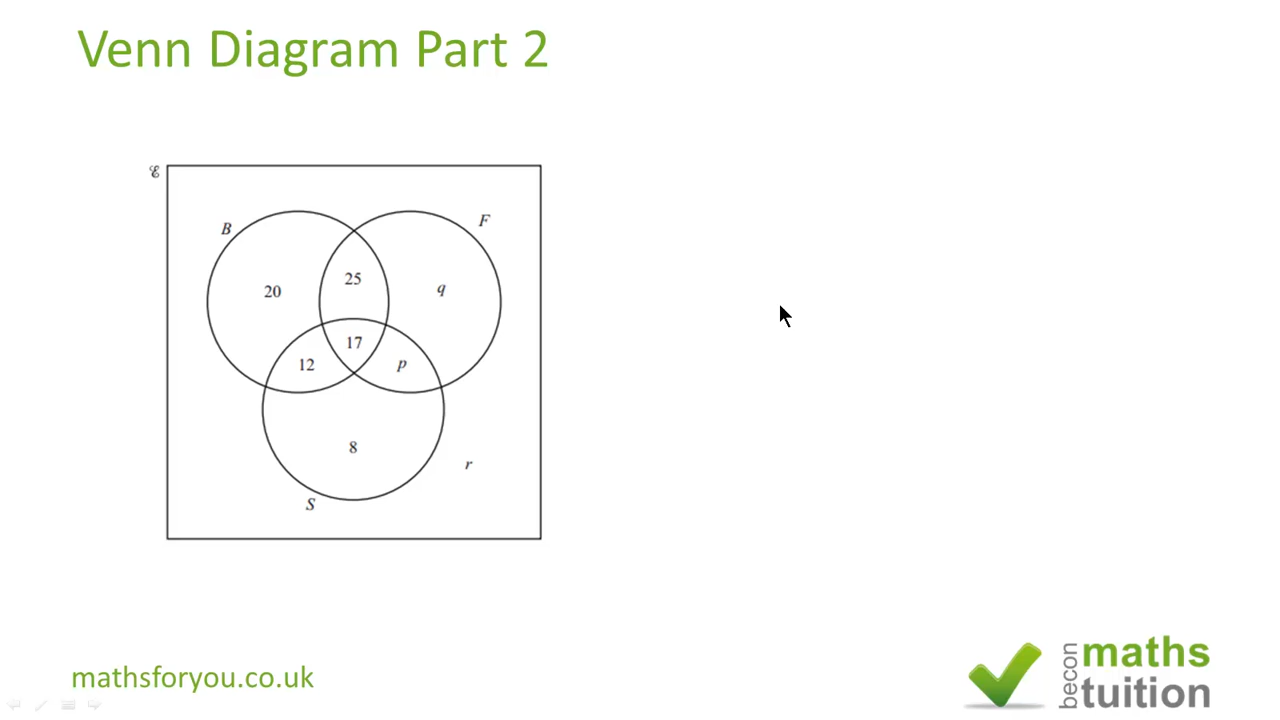 Venn Diagram Part 2
ℰ
B
F
20
25
q
17
12
p
8
r
S
mathsforyou.co.uk
becon
maths
tuition